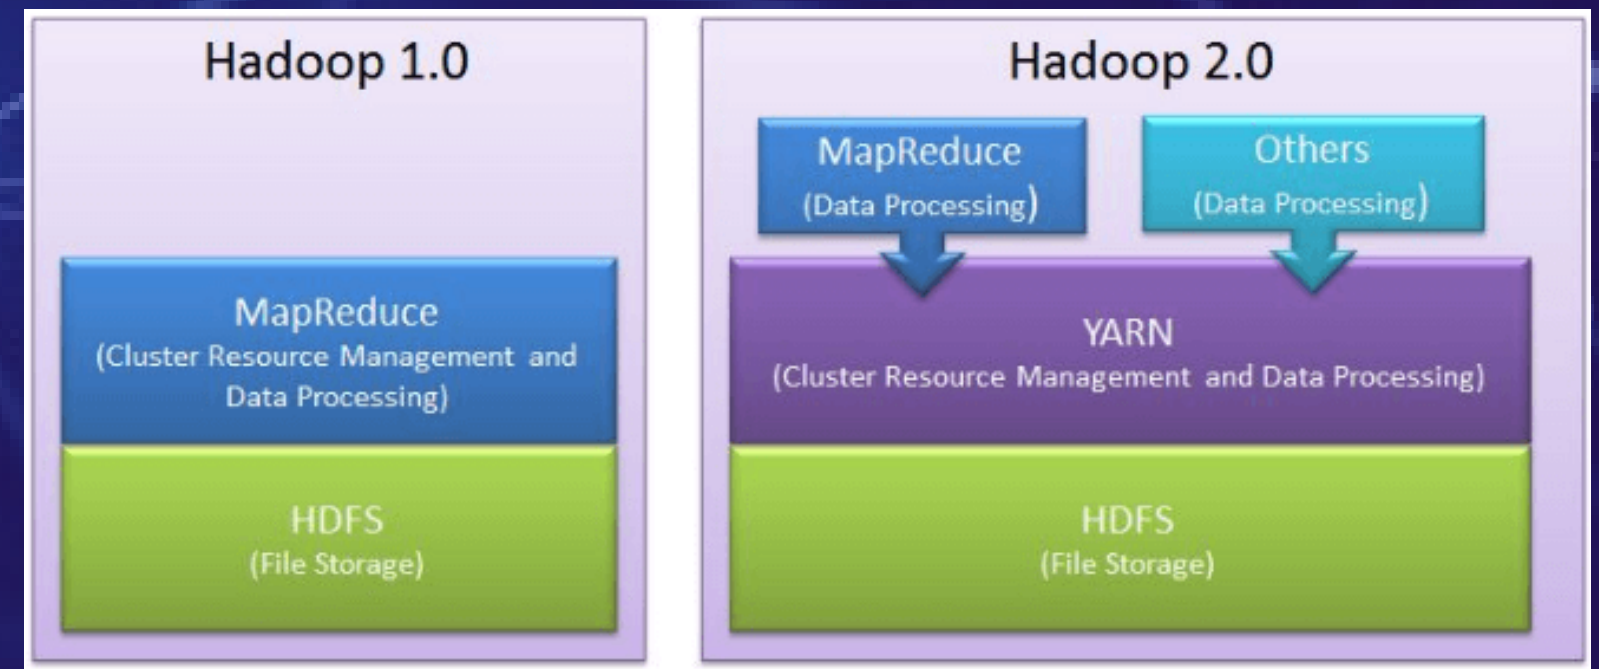 Hadoop 1.0
MapReduce
(Cluster Resource Management and
Data Processing)
HDFS
(File Storage)
Hadoop 2.0
MapReduce
(Data Processing)
Others
(Data Processing)
YARN
(Cluster Resource Management and Data Processing)
HDFS
(File Storage)